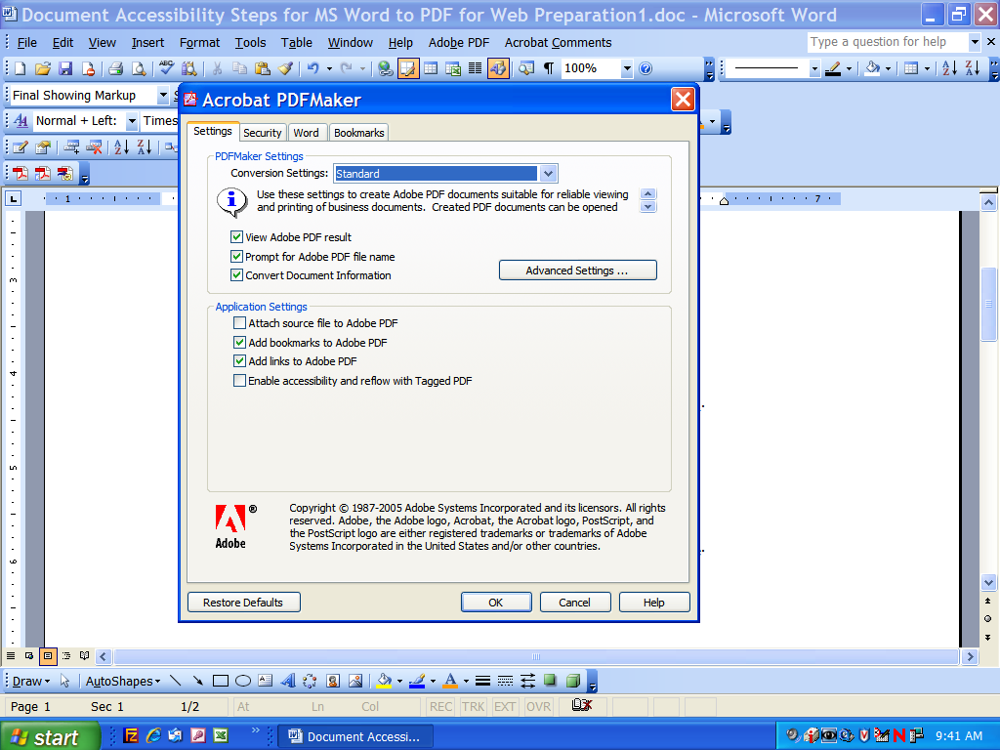 Document Accessibility Steps for MS Word to PDF for Web Preparation1.doc - Microsoft Word
File Edit View Insert Format Tools Table Window Help Adobe PDF Acrobat Comments Type a question for help
100%
Final Showing Markup
Normal + Left: Times
Acrobat PDFMaker
Settings Security Word Bookmarks
PDFMaker Settings
Conversion Settings: Standard
Use these settings to create Adobe PDF documents suitable for reliable viewing
and printing of business documents. Created PDF documents can be opened
View Adobe PDF result
Prompt for Adobe PDF file name
Convert Document Information
Advanced Settings ...
Application Settings
Attach source file to Adobe PDF
Add bookmarks to Adobe PDF
Add links to Adobe PDF
Enable accessibility and reflow with Tagged PDF
Adobe ®
Copyright © 1987-2005 Adobe Systems Incorporated and its licensors. All rights
reserved. Adobe, the Adobe logo, Acrobat, the Acrobat logo, PostScript, and
the PostScript logo are either registered trademarks or trademarks of Adobe
Systems Incorporated in the United States and/or other countries.
Restore Defaults OK Cancel Help
1 7
3
4
5
6
Draw AutoShapes
Page 1 Sec 1 1/2 At Ln Col REC TRK EXT OVR
start Document Accessi... 9:41 AM